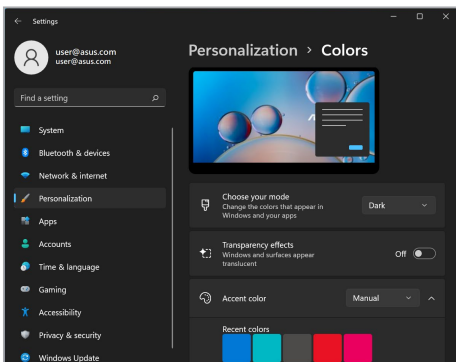 Settings
user@asus.com
user@asus.com
Find a setting
System
Bluetooth & devices
Network & internet
Personalization
Apps
Accounts
Time & language
Gaming
Accessibility
Privacy & security
Windows Update
Personalization > Colors
Choose your mode
Change the colors that appear in
Windows and your apps
Dark
Transparency effects
Windows and surfaces appear
translucent
Off
Accent color
Manual
Recent colors